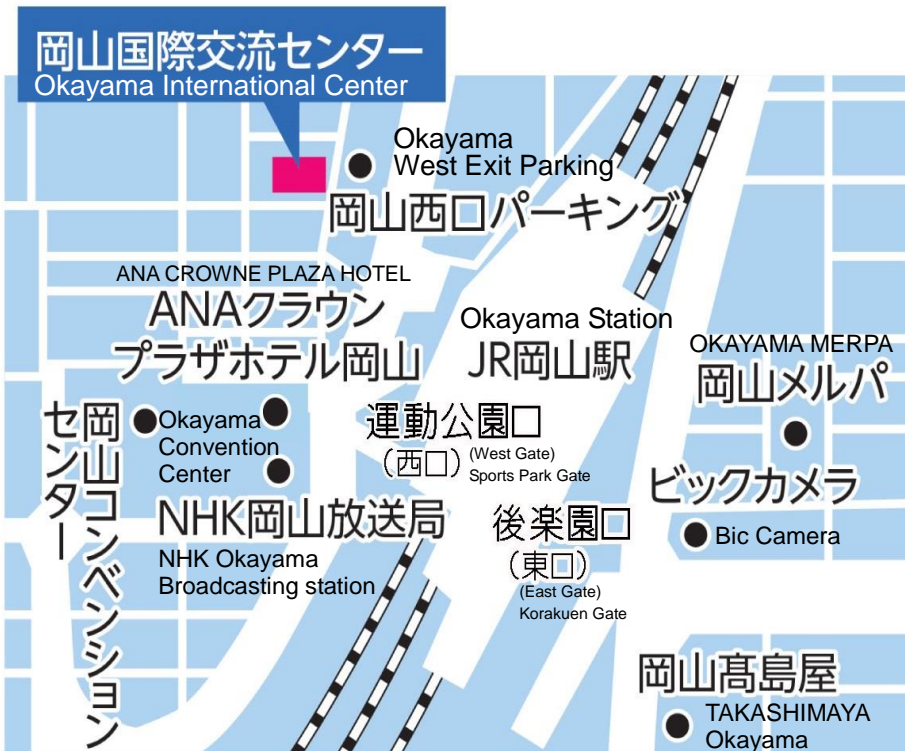 岡山国際交流センター
Okayama International Center
Okayama
West Exit Parking
岡山西口パーキング
ANA CROWNE PLAZA HOTEL
ANAクラウン
プラザホテル岡山
Okayama Station
JR岡山駅
OKAYAMA MERPA
岡山メルパ
岡山コンベンション
センター
Okayama
Convention
Center
運動公園口
(西口)
(West Gate)
Sports Park Gate
ビックカメラ
Bic Camera
NHK岡山放送局
NHK Okayama
Broadcasting station
後楽園口
(東口)
(East Gate)
Korakuen Gate
岡山髙島屋
TAKASHIMAYA
Okayama